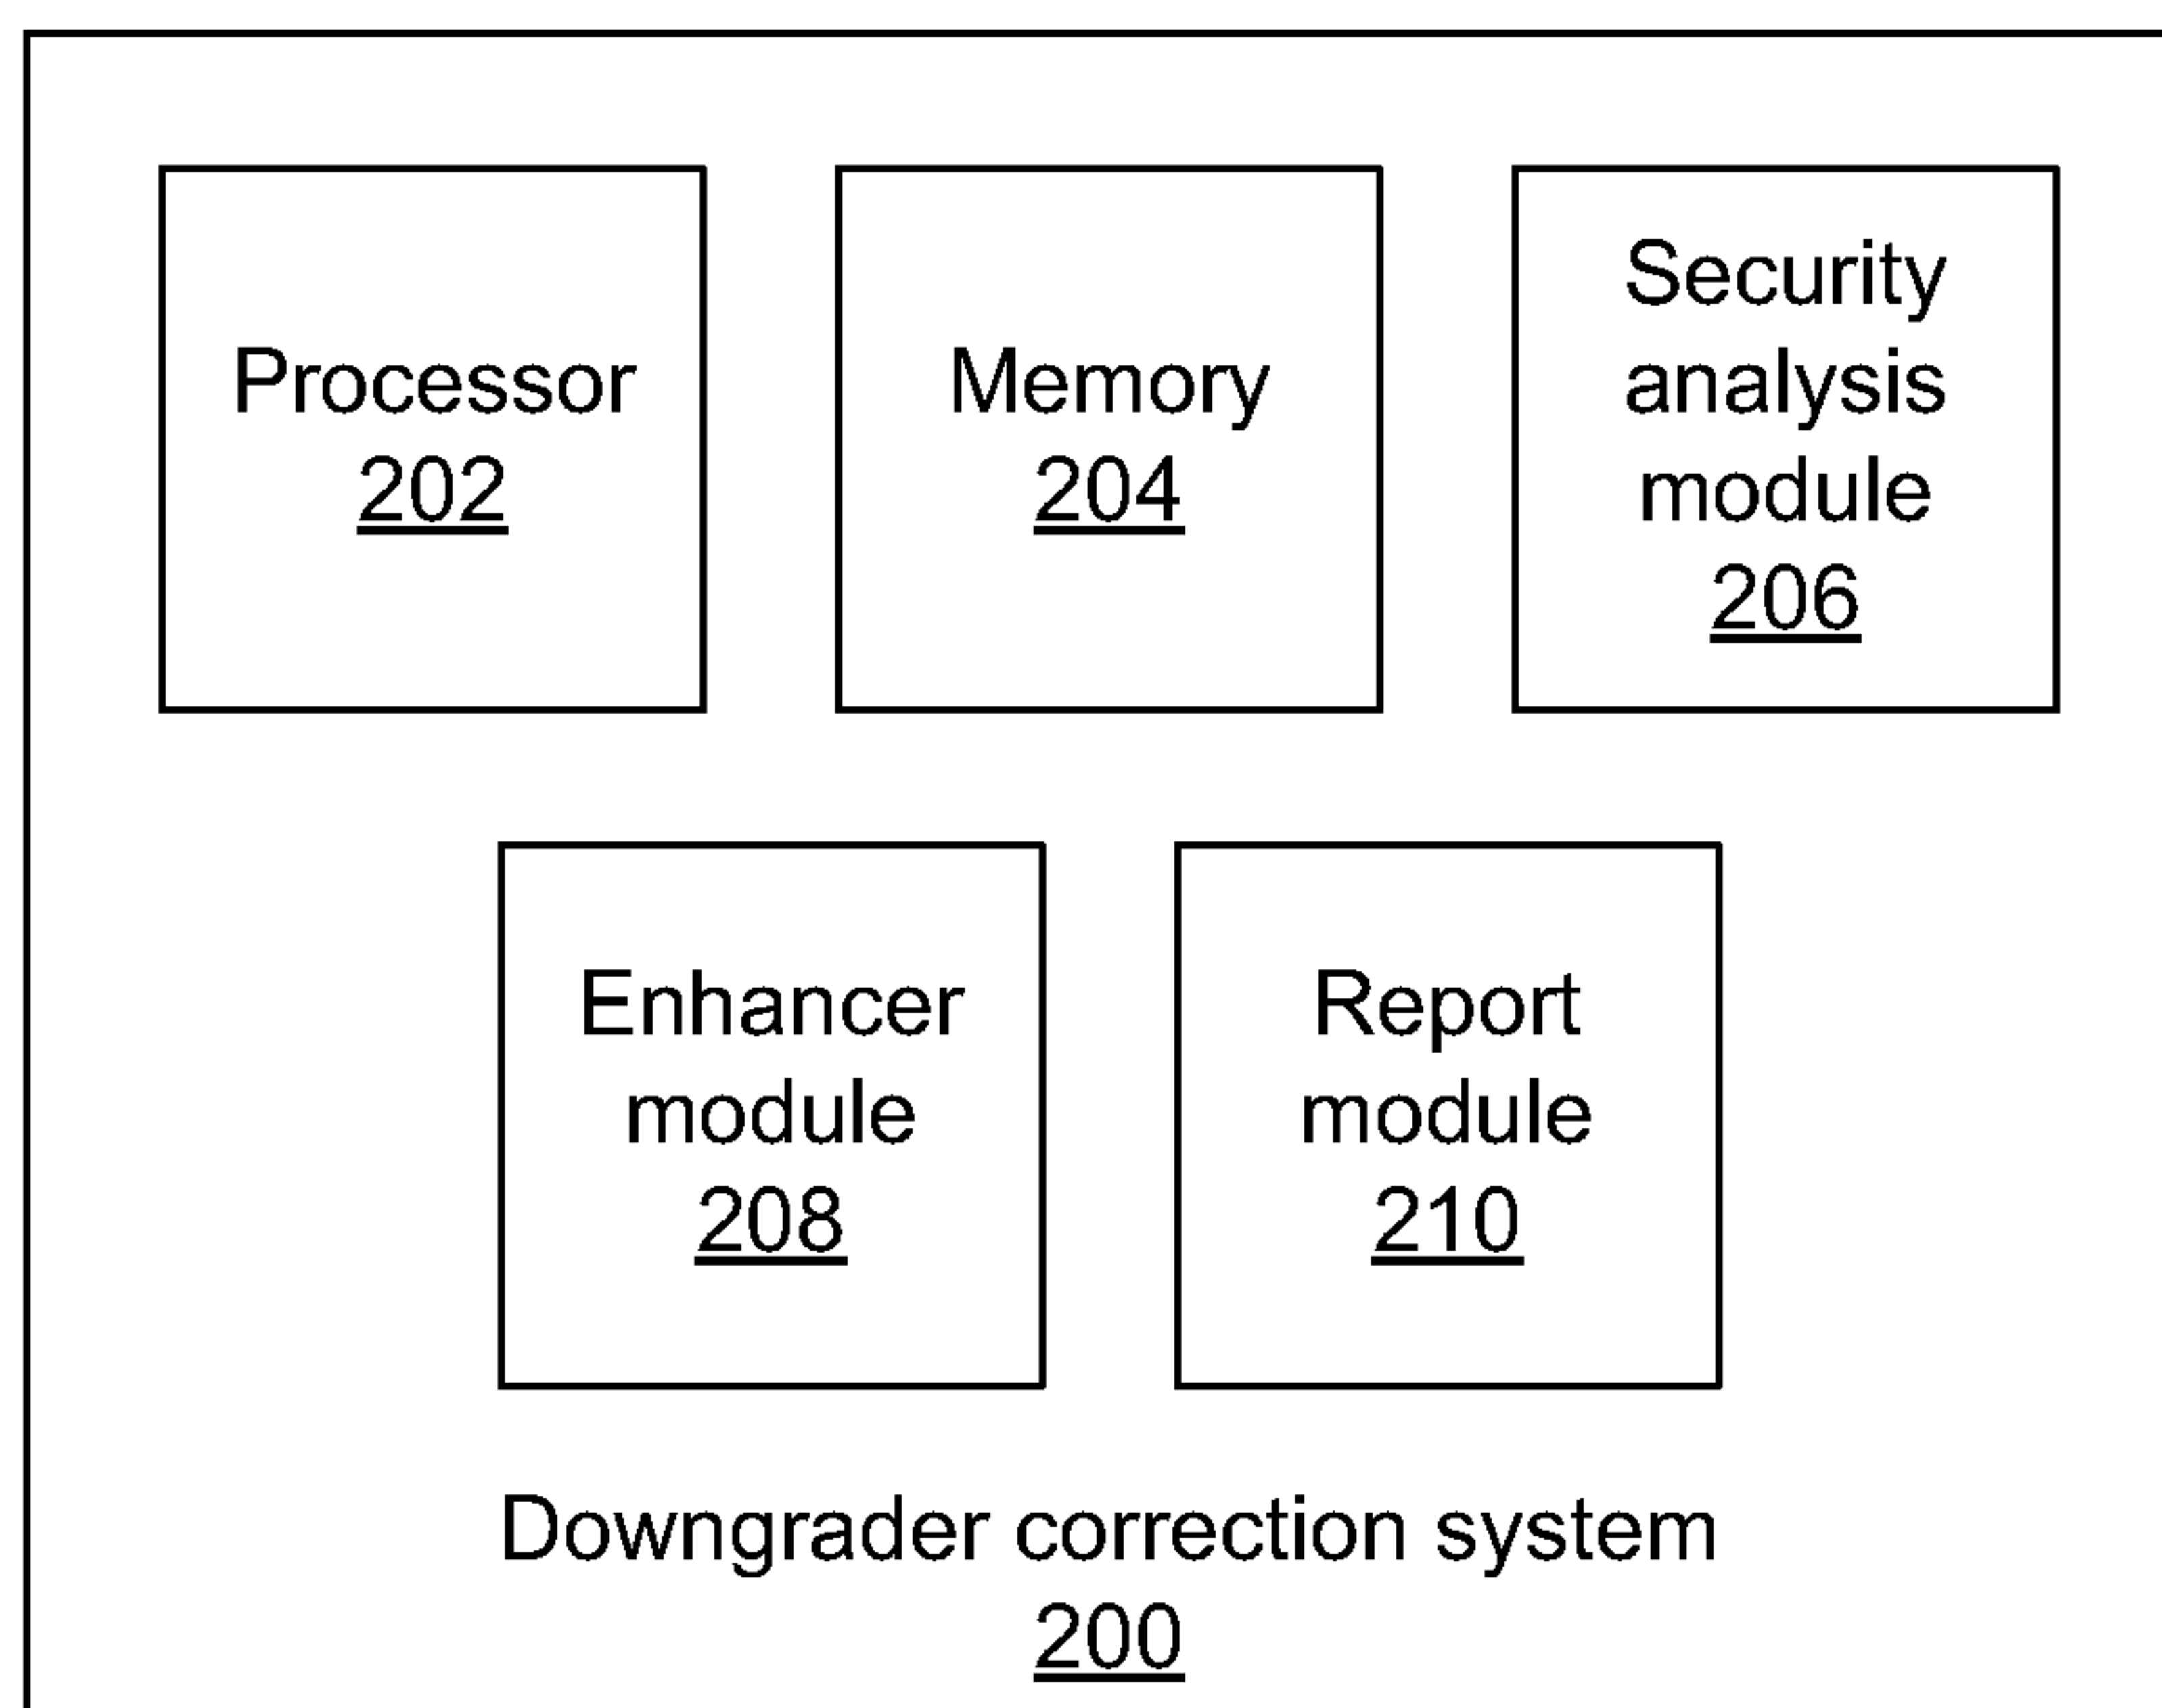 Processor
202
Memory
204
Security
analysis
module
206
Enhancer
module
208
Report
module
210
Downgrader correction system
200